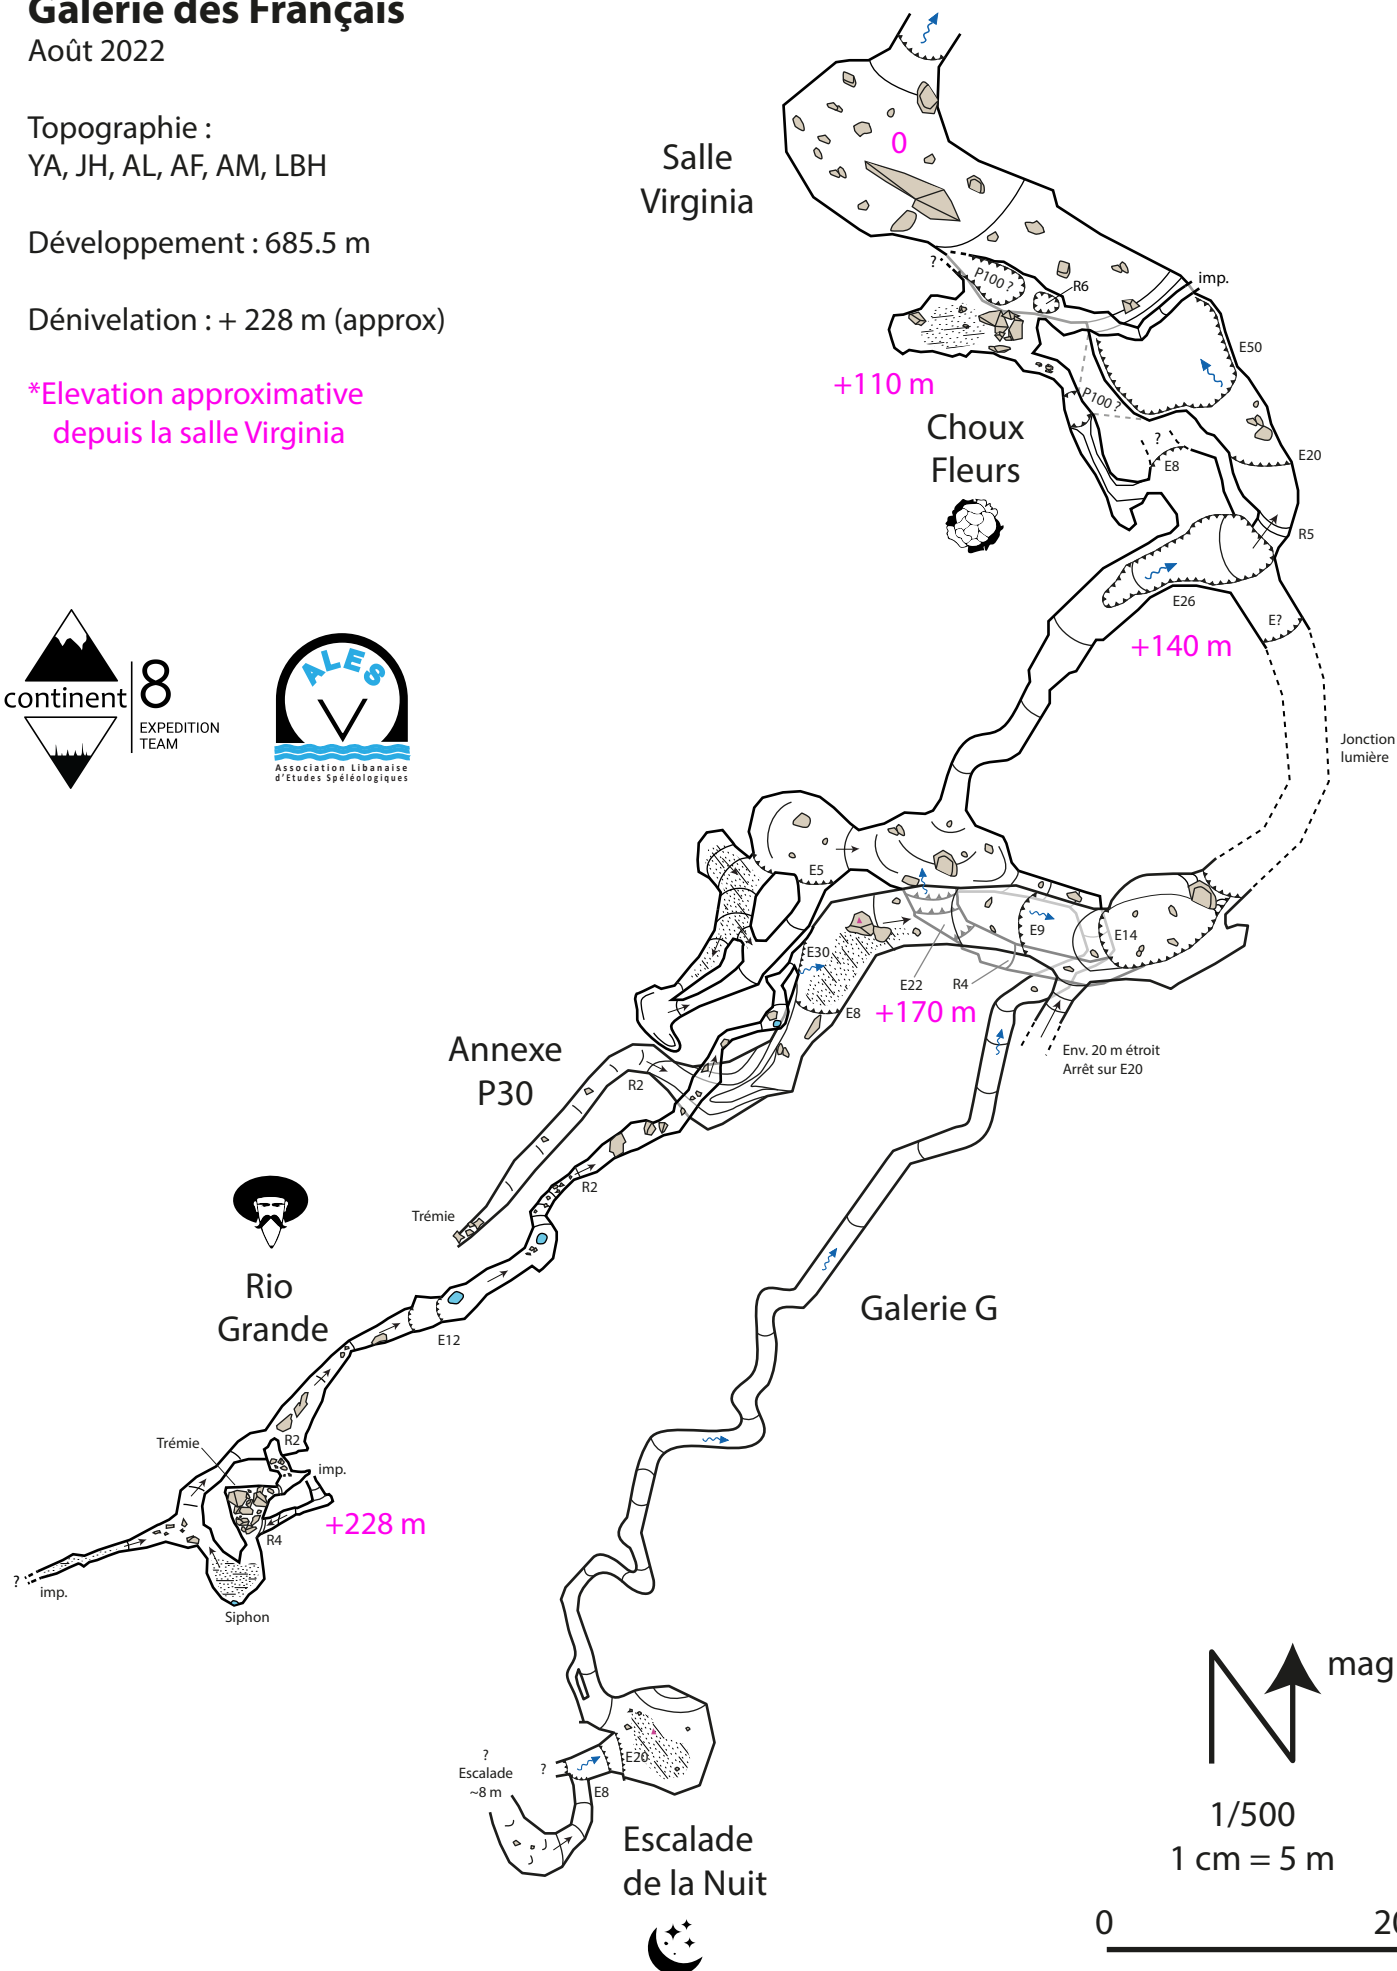 Galerie des Français
Août 2022
Topographie :
YA, JH, AL, AF, AM, LBH
Développement : 685.5 m
Dénivelation : + 228 m (approx)
*Elevation approximative
depuis la salle Virginia
continent
8
EXPEDITION
TEAM
ALES
Association Libanaise
d'Etudes Spéléologiques
Salle
Virginia
0
?
P100 ?
R6
imp.
E50
+110 m
P100 ?
Choux
Fleurs
?
E8
E20
R5
E26
E?
+140 m
Jonction
lumière
E5
E9
E14
E30
E22
R4
E8
+170 m
Env. 20 m étroit
Arrêt sur E20
Annexe
P30
R2
R2
Trémie
Rio
Grande
E12
Galerie G
R2
Trémie
imp.
+228 m
R4
?
imp.
Siphon
?
Escalade
~8 m
?
E20
E8
Escalade
de la Nuit
N
mag
1/500
1 cm = 5 m
0